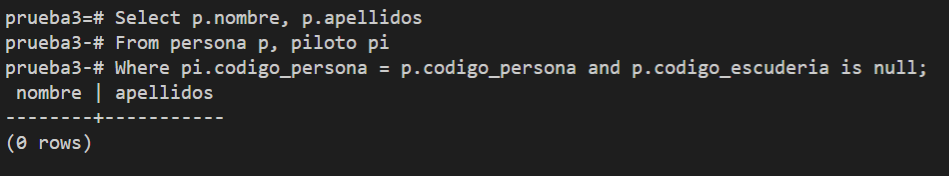 prueba3=# Select p.nombre, p.apellidos
prueba3-# From persona p, piloto pi
prueba3-# Where pi.codigo_persona = p.codigo_persona and p.codigo_escuderia is null;
 nombre | apellidos
--------+-----------
(0 rows)